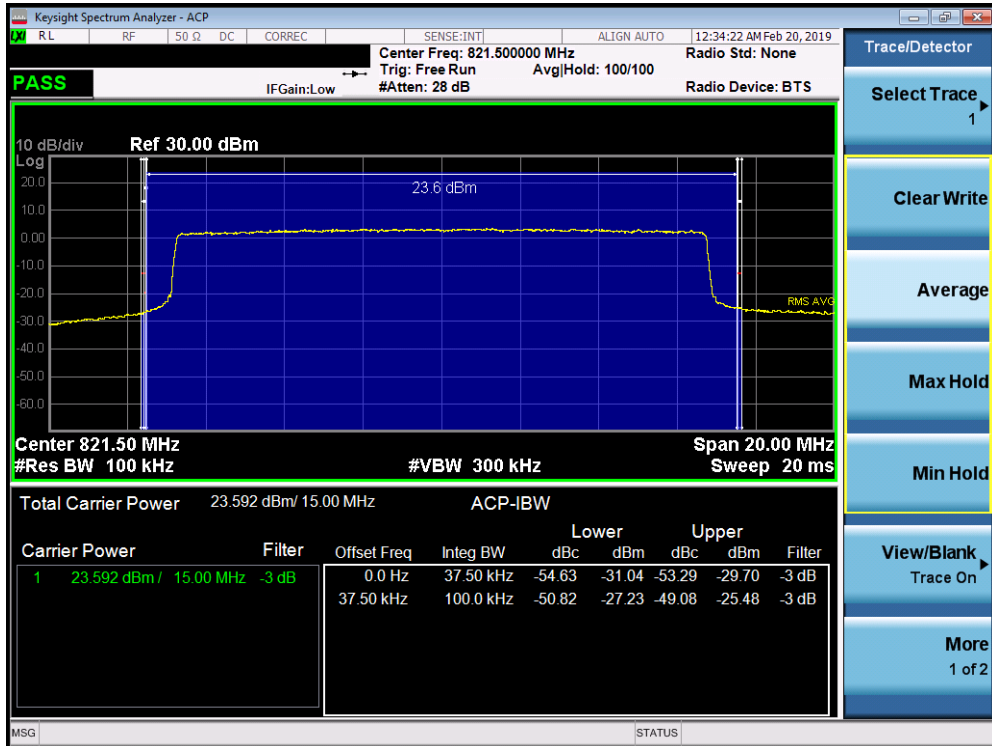 Keysight Spectrum Analyzer - ACP
LXI RL RF 50 Ω DC CORREC SENSE:INT ALIGN AUTO 12:34:22 AM Feb 20, 2019
Center Freq: 821.500000 MHz Radio Std: None
Trig: Free Run Avg|Hold: 100/100
PASS IFGain:Low #Atten: 28 dB Radio Device: BTS
10 dB/div Ref 30.00 dBm
Log
20.0
10.0
0.00
-10.0
-20.0
-30.0
-40.0
-50.0
-60.0
23.6 dBm
RMS AVG
Center 821.50 MHz Span 20.00 MHz
#Res BW 100 kHz #VBW 300 kHz Sweep 20 ms
Total Carrier Power 23.592 dBm/ 15.00 MHz ACP-IBW
Lower Upper
Carrier Power Filter Offset Freq Integ BW dBc dBm dBc dBm Filter
1 23.592 dBm / 15.00 MHz -3 dB 0.0 Hz 37.50 kHz -54.63 -31.04 -53.29 -29.70 -3 dB
37.50 kHz 100.0 kHz -50.82 -27.23 -49.08 -25.48 -3 dB
MSG STATUS
Trace/Detector
Select Trace
1
Clear Write
Average
Max Hold
Min Hold
View/Blank
Trace On
More
1 of 2